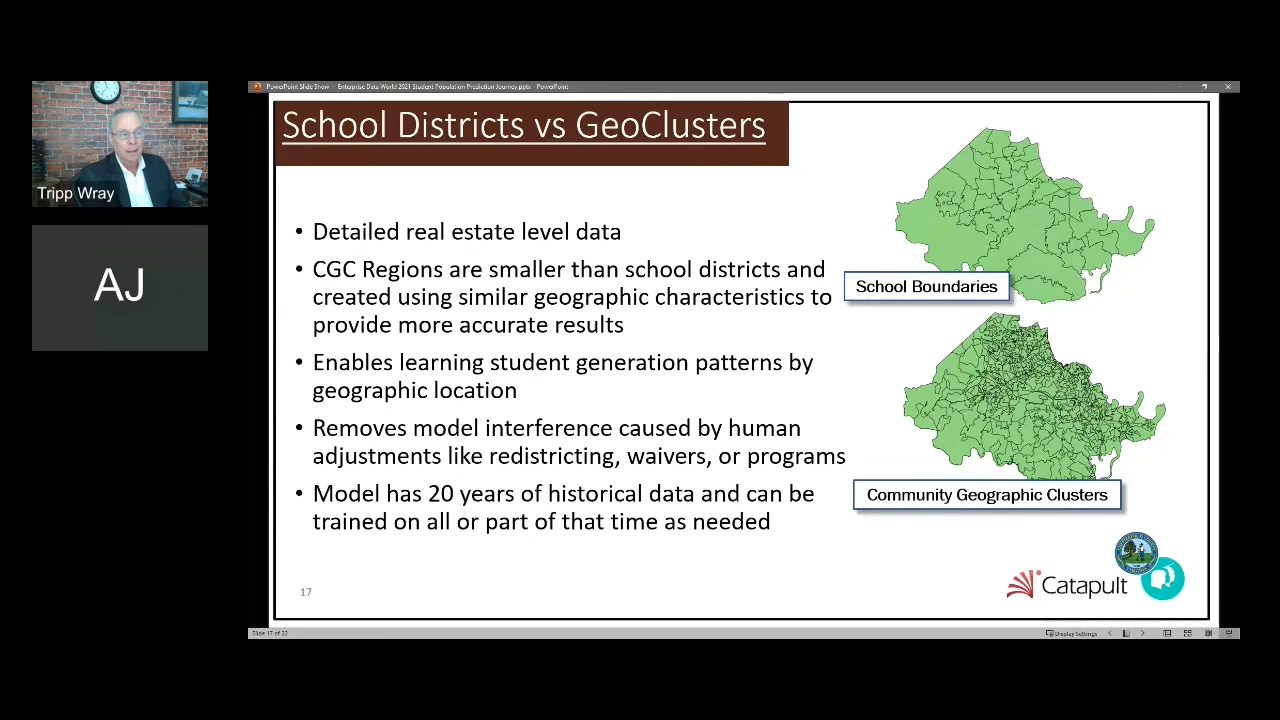 PowerPoint Slide Show - Enterprise Data World 2021 Student Population Prediction Journey.pptx - PowerPoint
School Districts vs GeoClusters
Tripp Wray
AJ
• Detailed real estate level data
• CGC Regions are smaller than school districts and
created using similar geographic characteristics to
provide more accurate results
• Enables learning student generation patterns by
geographic location
• Removes model interference caused by human
adjustments like redistricting, waivers, or programs
• Model has 20 years of historical data and can be
trained on all or part of that time as needed
School Boundaries
Community Geographic Clusters
17
Catapult
Slide 17 of 22
Display Settings